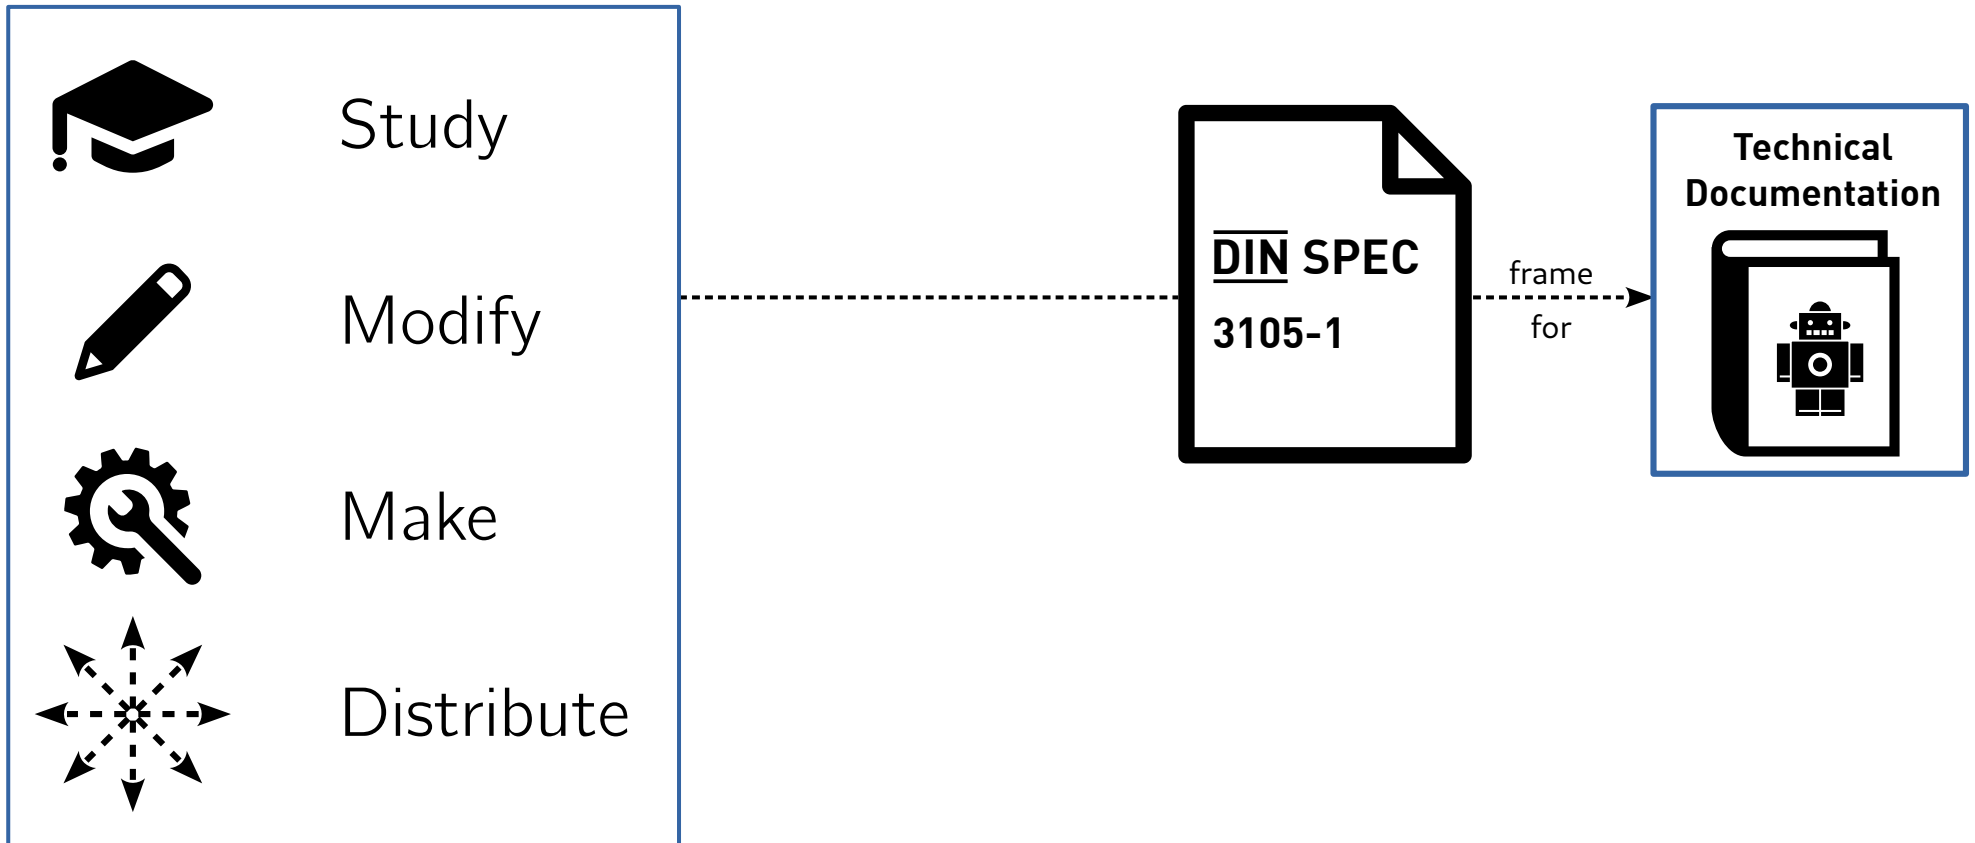 Study
Modify
Make
Distribute
DIN SPEC
3105-1
frame
for
Technical
Documentation